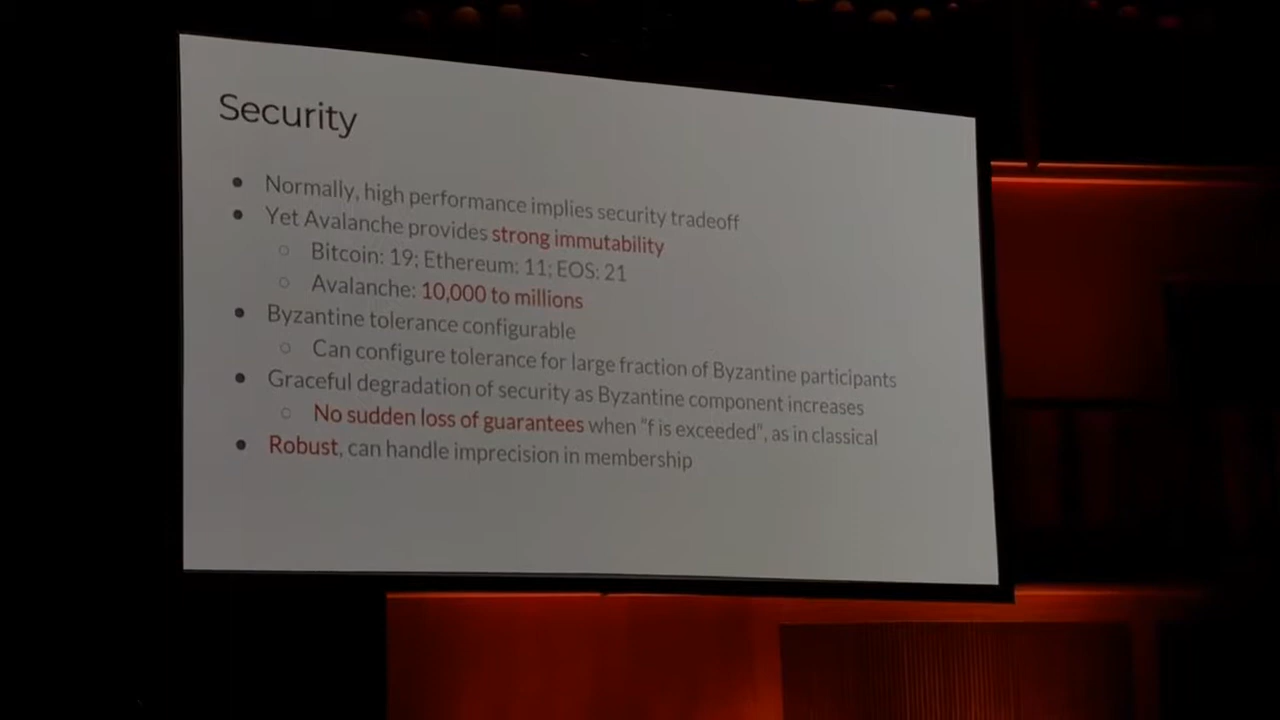 Security
● Normally, high performance implies security tradeoff
● Yet Avalanche provides strong immutability
○ Bitcoin: 19; Ethereum: 11; EOS: 21
○ Avalanche: 10,000 to millions
● Byzantine tolerance configurable
○ Can configure tolerance for large fraction of Byzantine participants
● Graceful degradation of security as Byzantine component increases
○ No sudden loss of guarantees when "f is exceeded", as in classical
● Robust, can handle imprecision in membership